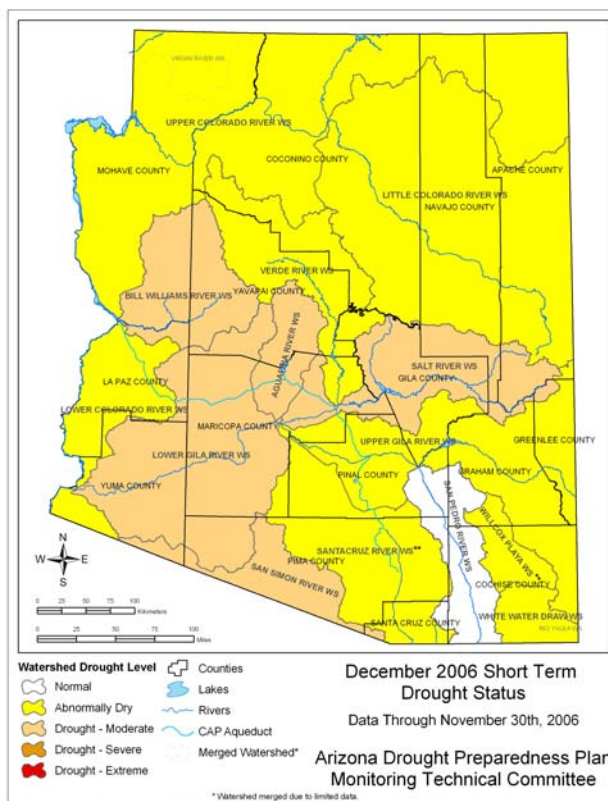 VIRGIN RIVER WS
UPPER COLORADO RIVER WS
COCONINO COUNTY
MOHAVE COUNTY
APACHE COUNTY
LITTLE COLORADO RIVER WS
NAVAJO COUNTY
VERDE RIVER WS
YAVAPAI COUNTY
BILL WILLIAMS RIVER WS
AGUA FRIA RIVER WS
SALT RIVER WS
GILA COUNTY
LA PAZ COUNTY
LOWER COLORADO RIVER WS
MARICOPA COUNTY
UPPER GILA RIVER WS
GREENLEE COUNTY
LOWER GILA RIVER WS
PINAL COUNTY
GRAHAM COUNTY
YUMA COUNTY
SAN PEDRO RIVER WS
WILLCOX PLAYA WS**
SANTACRUZ RIVER WS**
PIMA COUNTY
SAN SIMON RIVER WS
COCHISE COUNTY
SANTA CRUZ COUNTY
WHITE WATER DRAW WS
RIO YAQUI WS
N
W E
S
0 25 50 75 100
Kilometers
0 25 50 100
Miles
Watershed Drought Level
Normal
Abnormally Dry
Drought - Moderate
Drought - Severe
Drought - Extreme
Counties
Lakes
Rivers
CAP Aqueduct
Merged Watershed*
December 2006 Short Term
Drought Status
Data Through November 30th, 2006
Arizona Drought Preparedness Plan
Monitoring Technical Committee
* Watershed merged due to limited data.